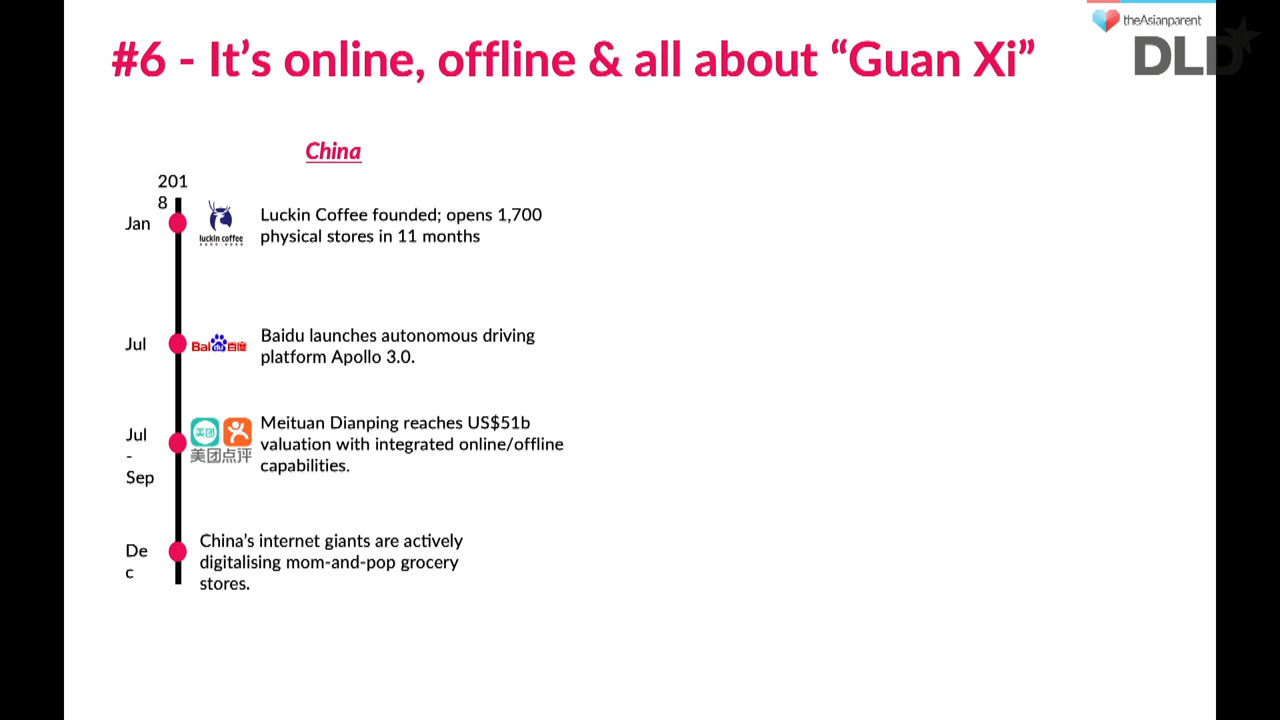 theAsianparent
DLD
#6 - It’s online, offline & all about “Guan Xi”
China
201
8
Jan
luckin coffee
Luckin Coffee founded; opens 1,700
physical stores in 11 months
Jul
Bai du 百度
Baidu launches autonomous driving
platform Apollo 3.0.
Jul
-
Sep
美团
美团点评
Meituan Dianping reaches US$51b
valuation with integrated online/offline
capabilities.
De
c
China’s internet giants are actively
digitalising mom-and-pop grocery
stores.